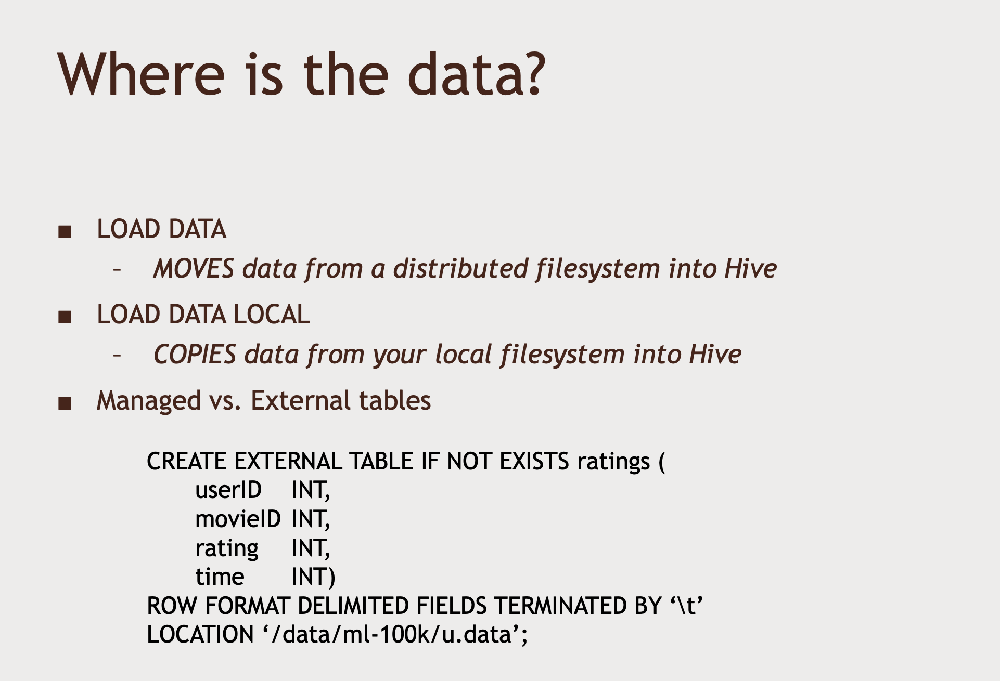 Where is the data?
■ LOAD DATA
– MOVES data from a distributed filesystem into Hive
■ LOAD DATA LOCAL
– COPIES data from your local filesystem into Hive
■ Managed vs. External tables
CREATE EXTERNAL TABLE IF NOT EXISTS ratings (
userID INT,
movieID INT,
rating INT,
time INT)
ROW FORMAT DELIMITED FIELDS TERMINATED BY ‘\t’
LOCATION ‘/data/ml-100k/u.data’;